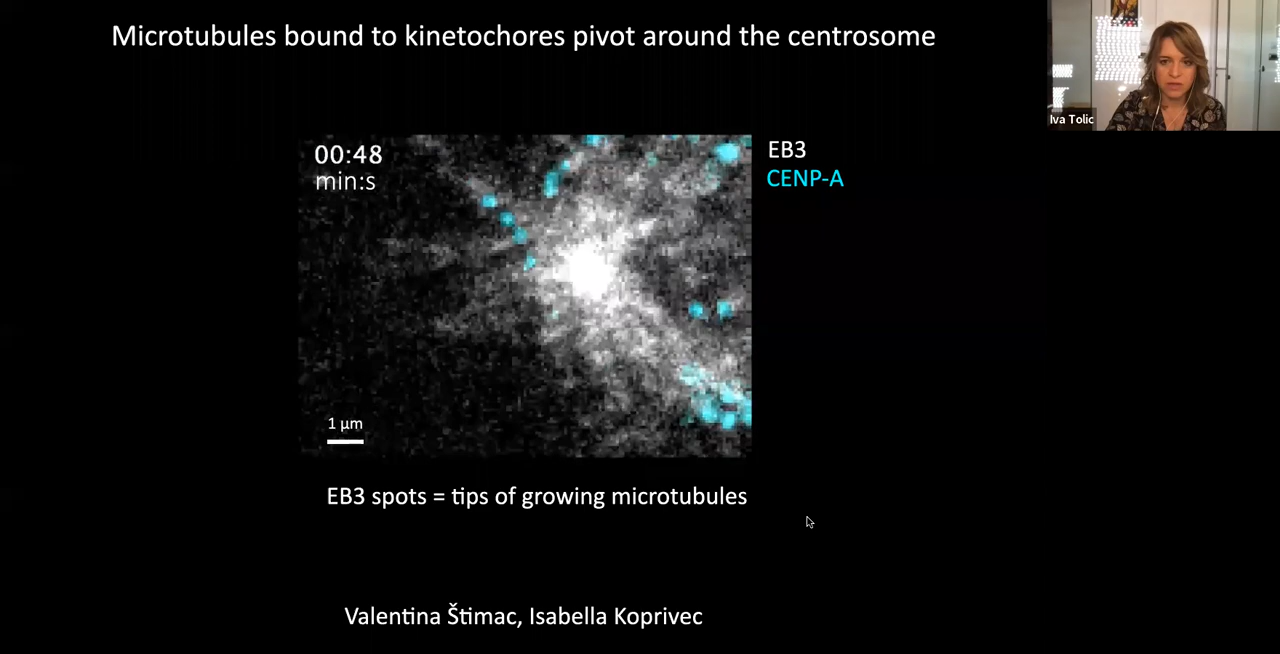 Microtubules bound to kinetochores pivot around the centrosome
Iva Tolic
00:48
min:s
EB3
CENP-A
1 µm
EB3 spots = tips of growing microtubules
Valentina Štimac, Isabella Koprivec